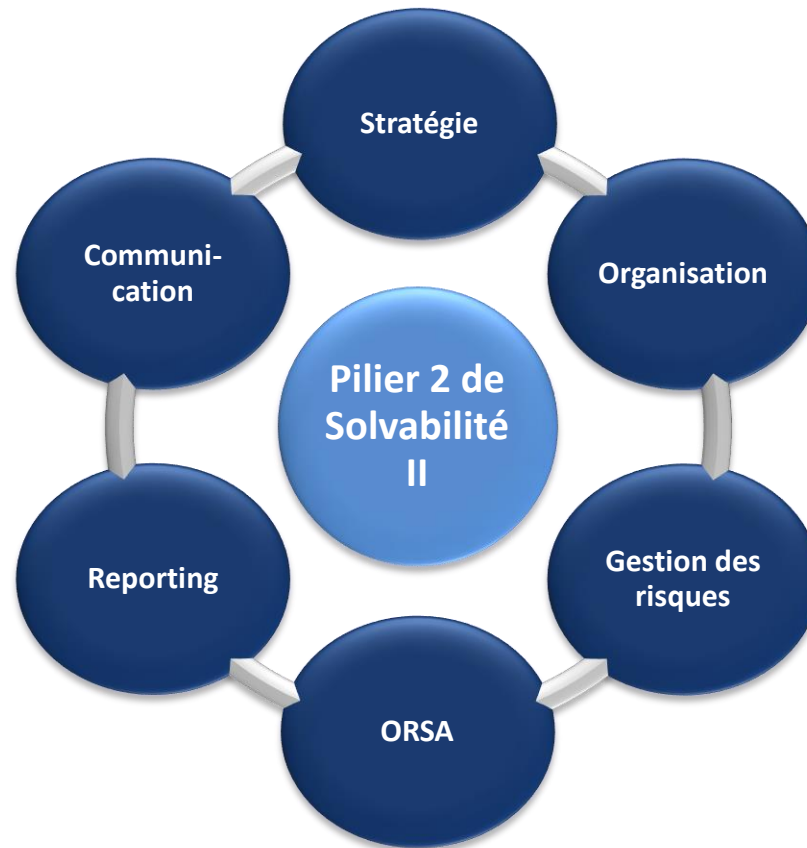 Stratégie
Communi-
cation
Organisation
Pilier 2 de
Solvabilité
II
Reporting
Gestion des
risques
ORSA